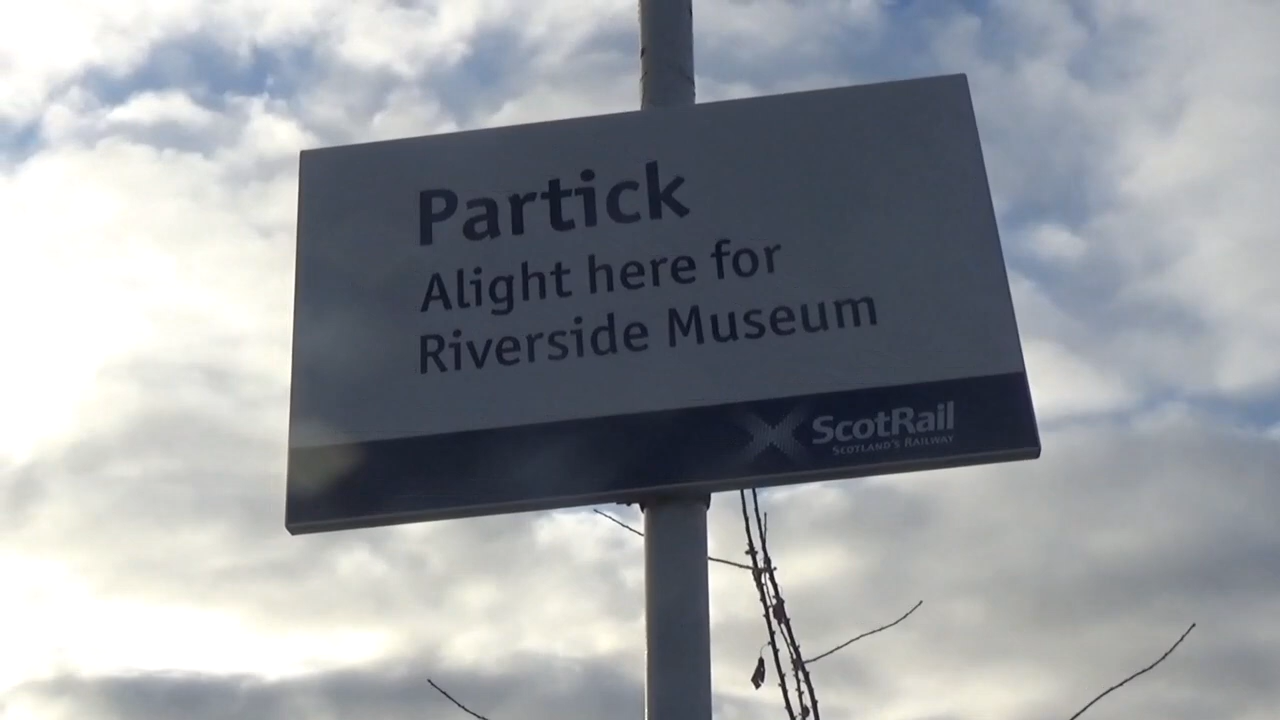 Partick
Alight here for
Riverside Museum
ScotRail
SCOTLAND'S RAILWAY